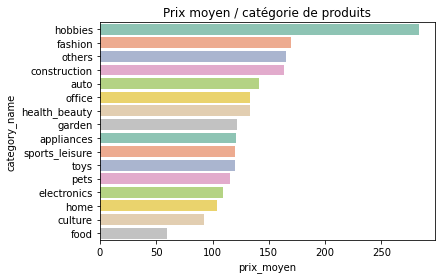 Prix moyen / catégorie de produits
category_name
hobbies
fashion
others
construction
auto
office
health_beauty
garden
appliances
sports_leisure
toys
pets
electronics
home
culture
food
0 50 100 150 200 250
prix_moyen